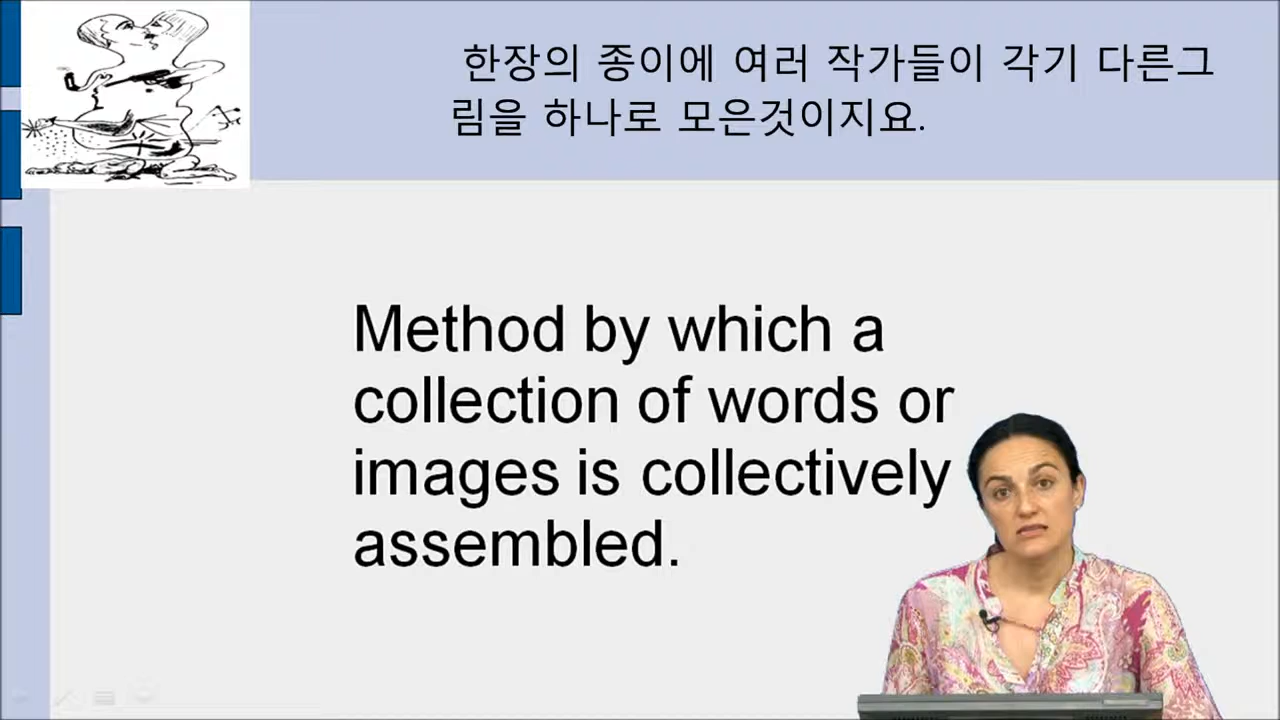 한장의 종이에 여러 작가들이 각기 다른그
림을 하나로 모은것이지요.
Method by which a
collection of words or
images is collectively
assembled.